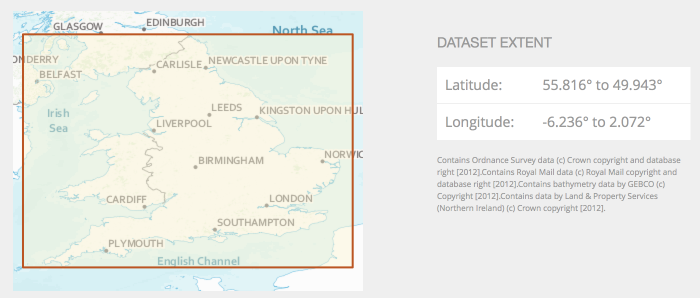 GLASGOW
EDINBURGH
North Sea
ONDERRY
BELFAST
CARLISLE
NEWCASTLE UPON TYNE
Irish
Sea
LEEDS
KINGSTON UPON HUL
LIVERPOOL
NORWIC
BIRMINGHAM
CARDIFF
LONDON
SOUTHAMPTON
PLYMOUTH
English Channel
DATASET EXTENT
Latitude: 55.816° to 49.943°
Longitude: -6.236° to 2.072°
Contains Ordnance Survey data (c) Crown copyright and database
right [2012].Contains Royal Mail data (c) Royal Mail copyright and
database right [2012].Contains bathymetry data by GEBCO (c)
Copyright [2012].Contains data by Land & Property Services
(Northern Ireland) (c) Crown copyright [2012].